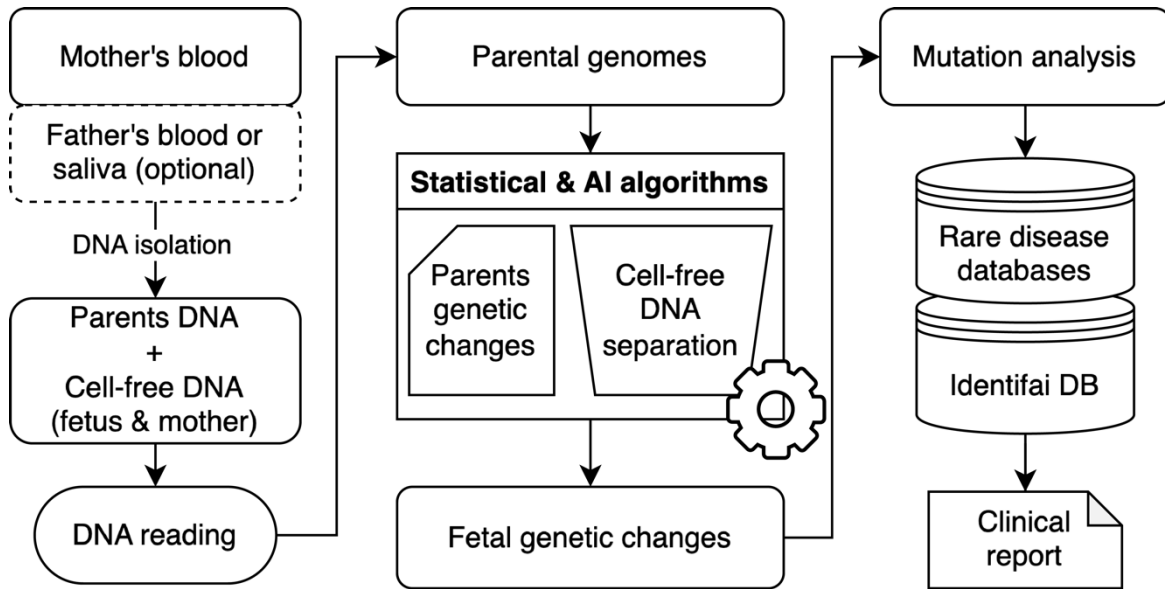 Mother's blood
Father's blood or
saliva (optional)
DNA isolation
Parents DNA
+
Cell-free DNA
(fetus & mother)
DNA reading
Parental genomes
Statistical & AI algorithms
Parents
genetic
changes
Cell-free
DNA
separation
Fetal genetic changes
Mutation analysis
Rare disease
databases
Identifai DB
Clinical
report